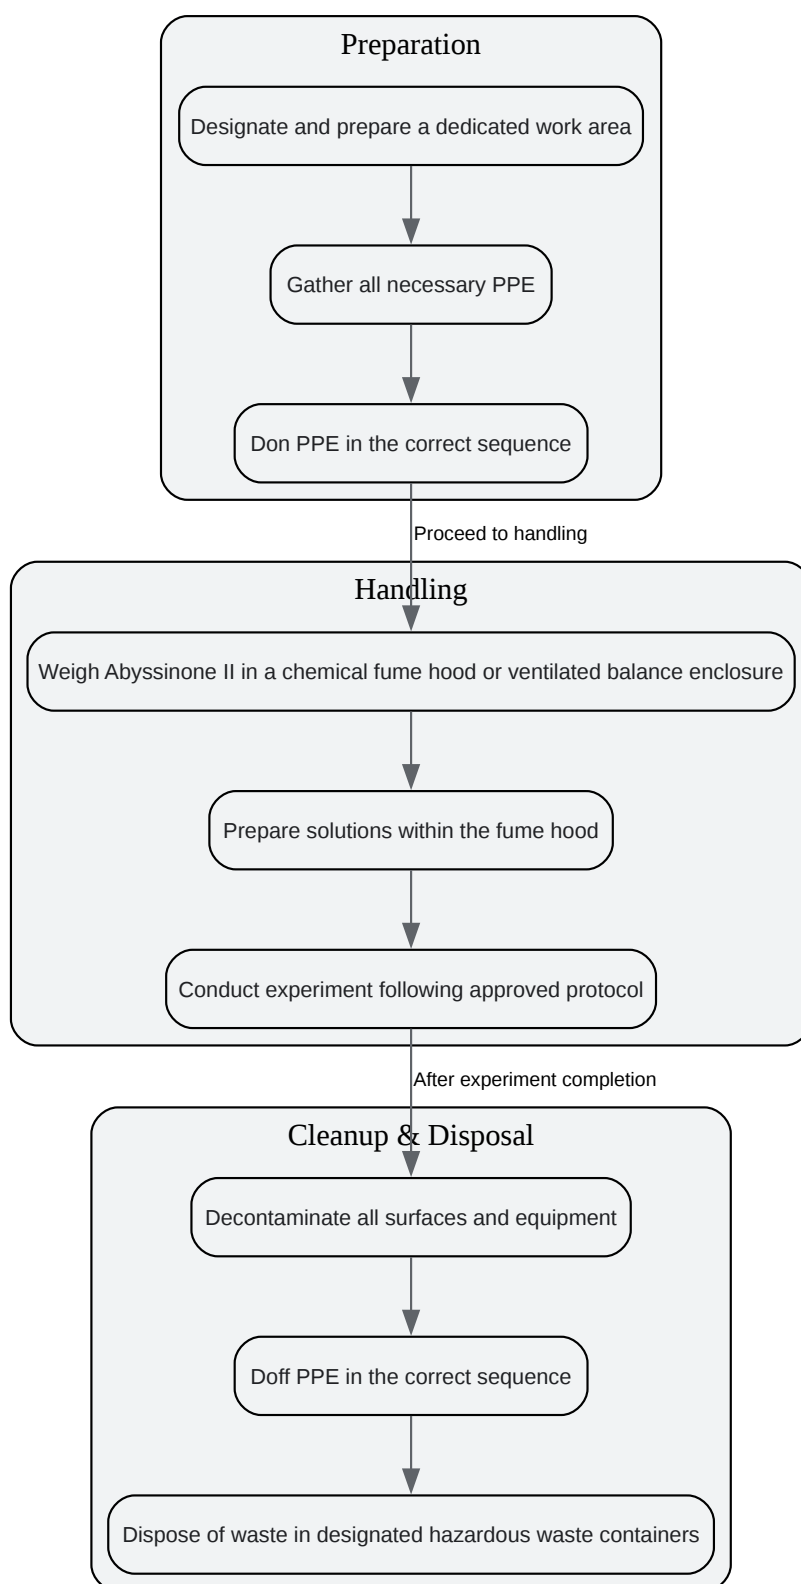 Preparation
Designate and prepare a dedicated work area
Gather all necessary PPE
Don PPE in the correct sequence
Proceed to handling
Handling
Weigh Abyssinone II in a chemical fume hood or ventilated balance enclosure
Prepare solutions within the fume hood
Conduct experiment following approved protocol
After experiment completion
Cleanup & Disposal
Decontaminate all surfaces and equipment
Doff PPE in the correct sequence
Dispose of waste in designated hazardous waste containers